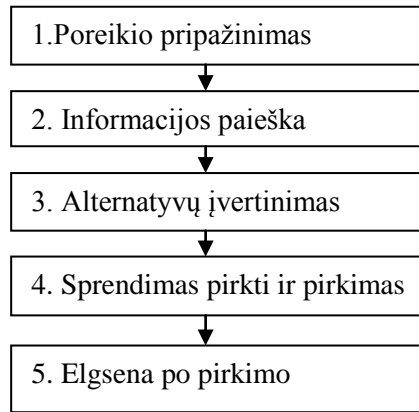 1.Poreikio pripažinimas
2. Informacijos paieška
3. Alternatyvų įvertinimas
4. Sprendimas pirkti ir pirkimas
5. Elgsena po pirkimo